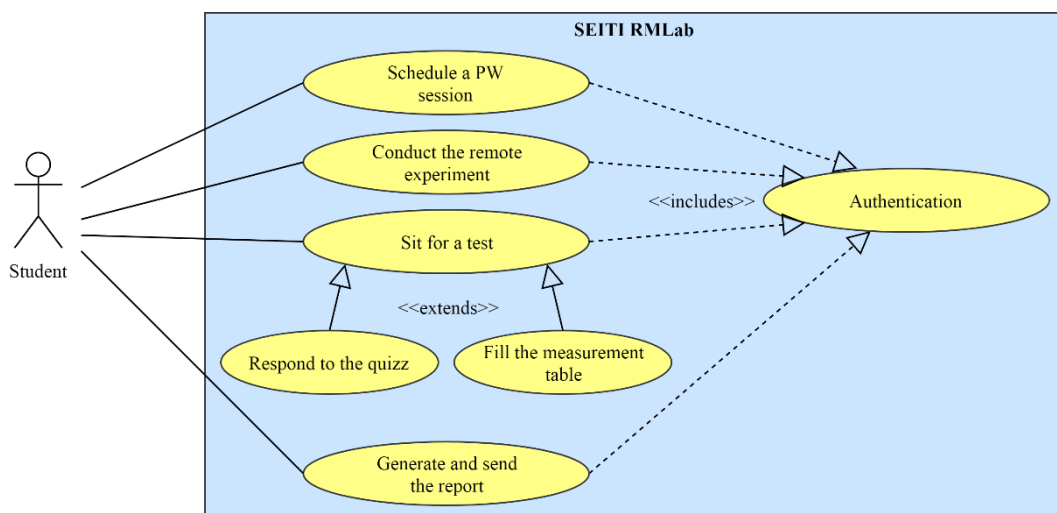 SEITI RMLab
Schedule a PW
session
Conduct the remote
experiment
<<includes>>
Authentication
Sit for a test
Student
<<extends>>
Respond to the quizz
Fill the measurement
table
Generate and send
the report